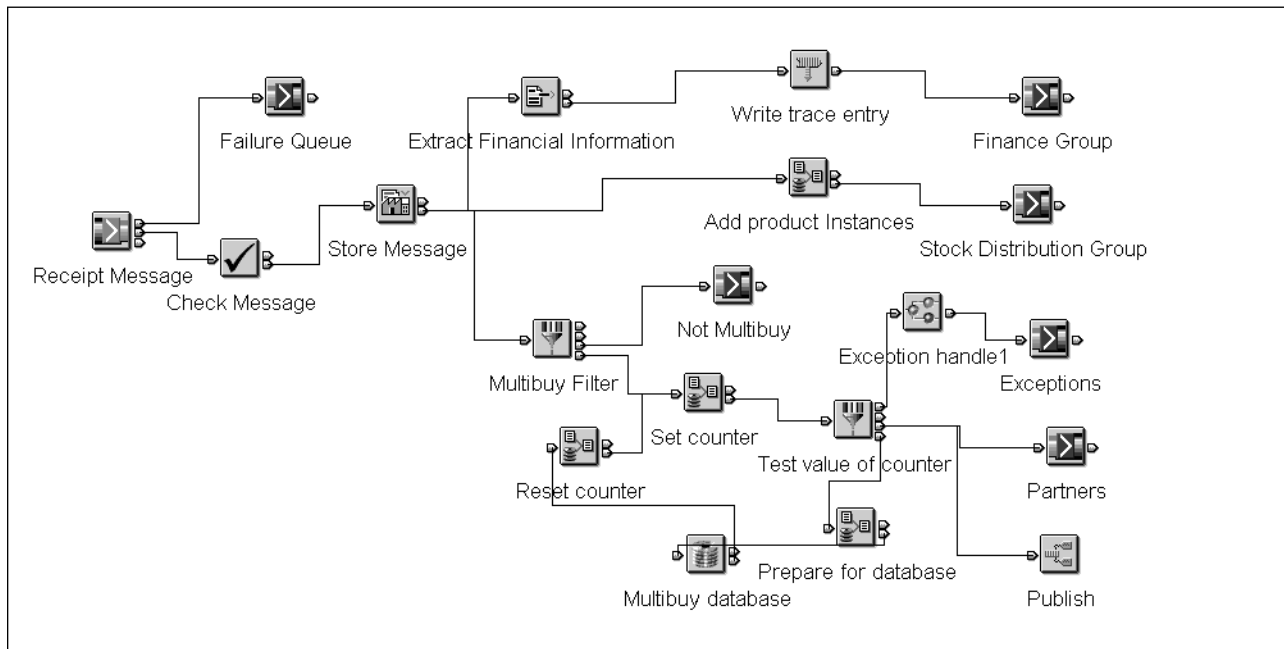 Write trace entry
Failure Queue
Extract Financial Information
Finance Group
Add product Instances
Store Message
Stock Distribution Group
Receipt Message
Check Message
Not Multibuy
Exception handle1
Multibuy Filter
Exceptions
Set counter
Test value of counter
Reset counter
Partners
Prepare for database
Multibuy database
Publish